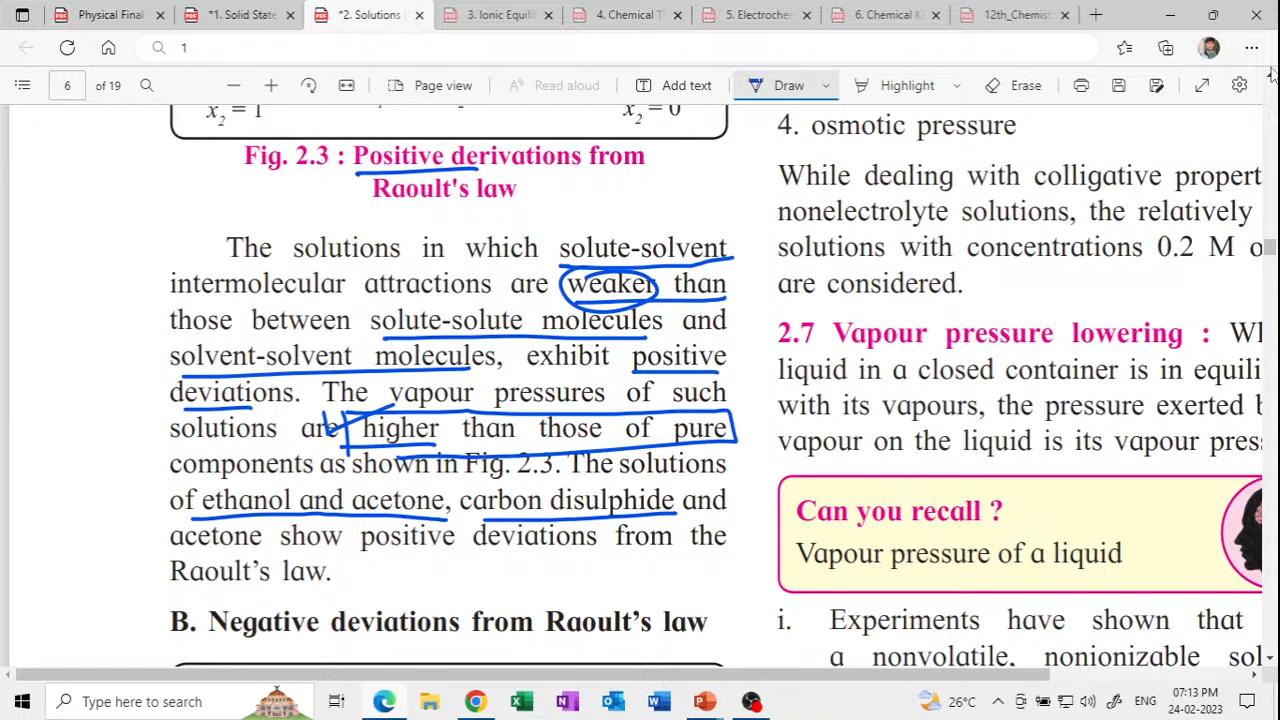 Physical Final
*1. Solid State
*2. Solutions
3. Ionic Equilib
4. Chemical T
5. Electrochem
6. Chemical K
12th_Chemist
1
6 of 19
Page view
Read aloud
Add text
Draw
Highlight
Erase
x2 = 1
x2 = 0
Fig. 2.3 : Positive derivations from
Raoult's law
The solutions in which solute-solvent
intermolecular attractions are weaker than
those between solute-solute molecules and
solvent-solvent molecules, exhibit positive
deviations. The vapour pressures of such
solutions are higher than those of pure
components as shown in Fig. 2.3. The solutions
of ethanol and acetone, carbon disulphide and
acetone show positive deviations from the
Raoult's law.
B. Negative deviations from Raoult's law
4. osmotic pressure
While dealing with colligative propert
nonelectrolyte solutions, the relatively
solutions with concentrations 0.2 M o
are considered.
2.7 Vapour pressure lowering : Wh
liquid in a closed container is in equili
with its vapours, the pressure exerted b
vapour on the liquid is its vapour pres
Can you recall ?
Vapour pressure of a liquid
i. Experiments have shown that
a nonvolatile, nonionizable sol
Type here to search
26°C
07:13 PM
24-02-2023